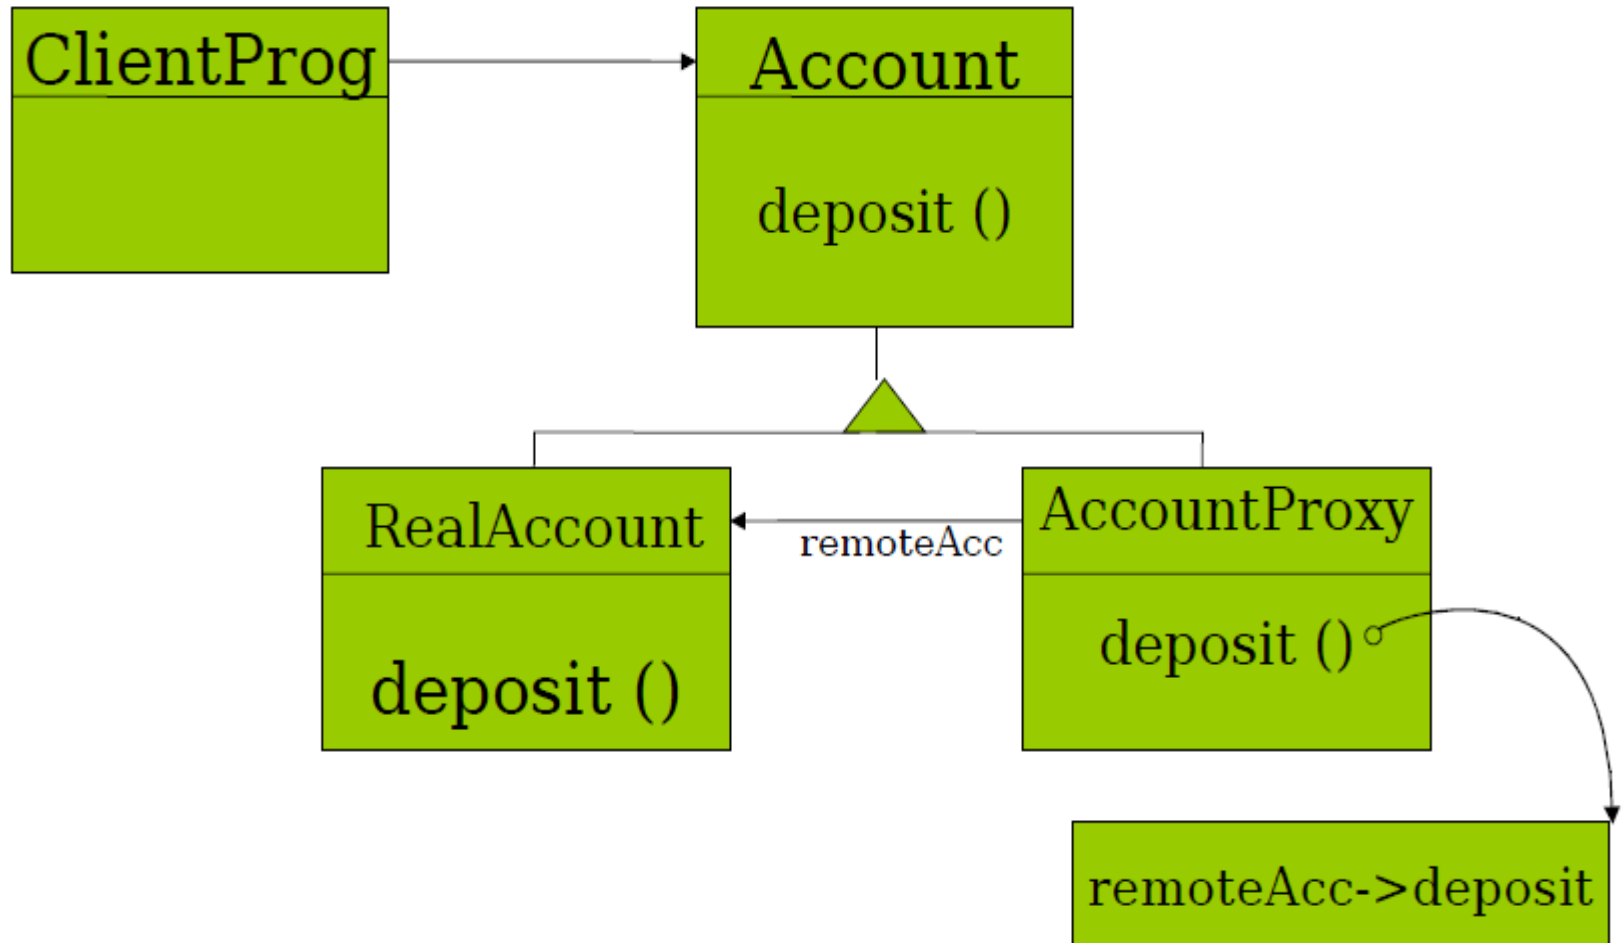 ClientProg
Account
deposit ()
RealAccount
remoteAcc
AccountProxy
deposit ()
deposit ()
remoteAcc->deposit